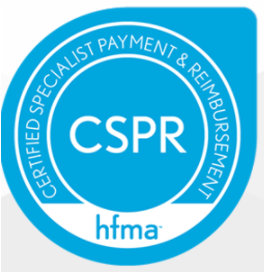 CERTIFIED SPECIALIST PAYMENT & REIMBURSEMENT
CSPR
hfma